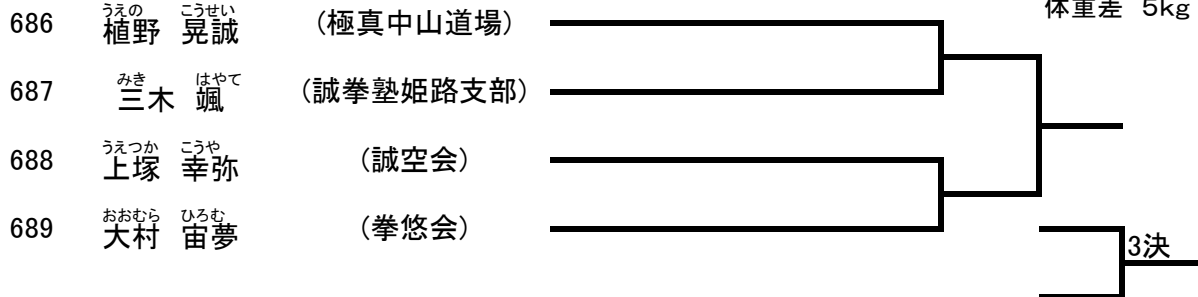 体重差 5kg
うえの こうせい
686 植野 晃誠 (極真中山道場)
みき はやて
687 三木 颯 (誠拳塾姫路支部)
うえつか こうや
688 上塚 幸弥 (誠空会)
おおむら ひろむ
689 大村 宙夢 (拳悠会)
3決